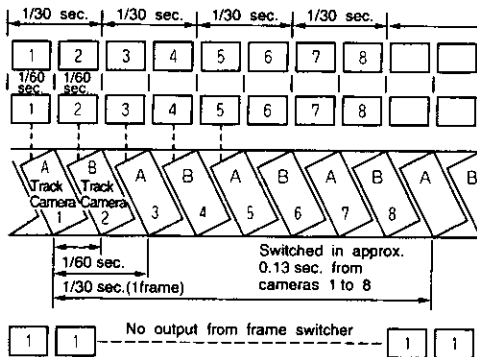 1/30 sec. 1/30 sec. 1/30 sec. 1/30 sec.
1 2 3 4 5 6 7 8
1/60 sec. 1/60 sec.
1 2 3 4 5 6 7 8
A B A B A B A B A B
Track Camera 1 Track Camera 2 3 4 5 6 7 8
1/60 sec.
1/30 sec.(1frame)
Switched in approx.
0.13 sec. from
cameras 1 to 8
1 1 No output from frame switcher 1 1